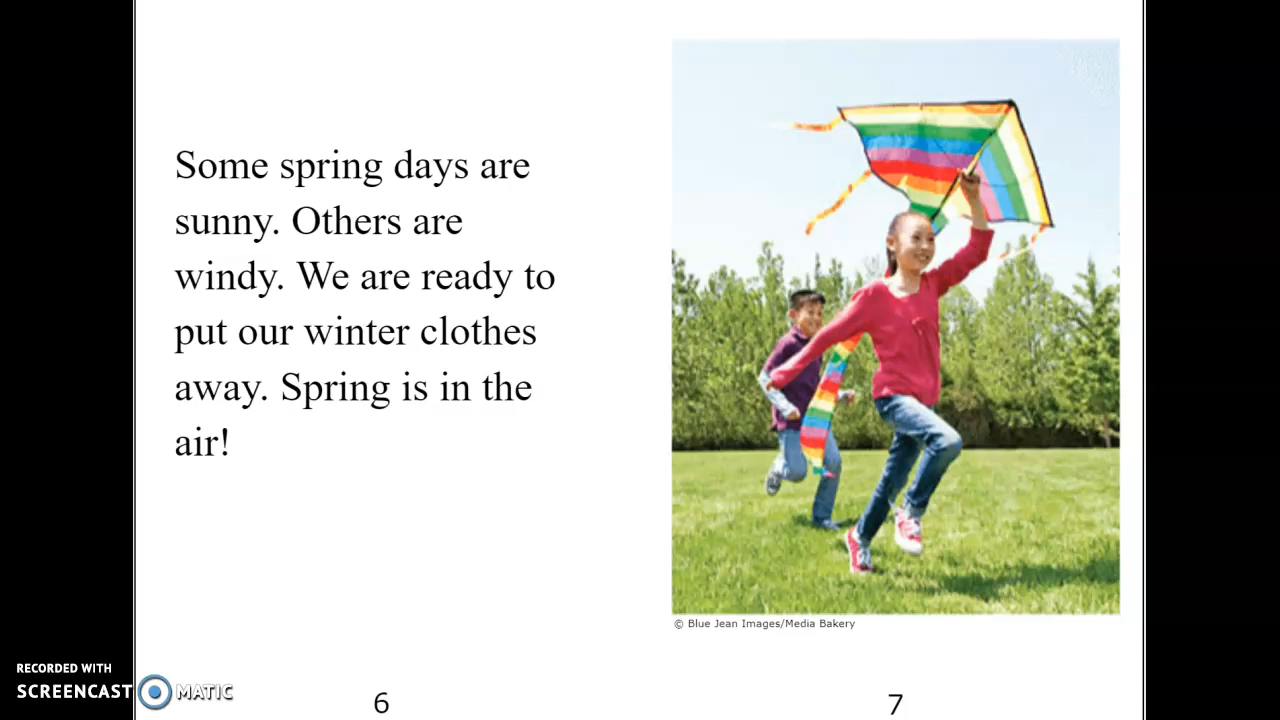 Some spring days are
sunny. Others are
windy. We are ready to
put our winter clothes
away. Spring is in the
air!
© Blue Jean Images/Media Bakery
6
7
RECORDED WITH
SCREENCAST MATIC